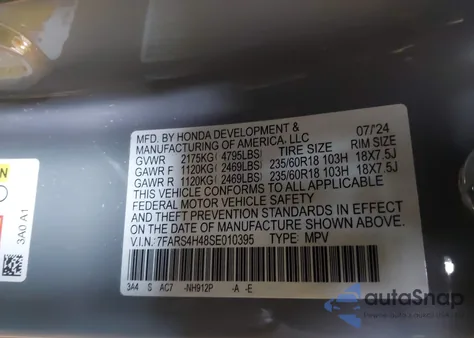 MFD. BY HONDA DEVELOPMENT & 07/'24
MANUFACTURING OF AMERICA, LLC
TIRE SIZE RIM SIZE
GVWR 2175KG( 4795LBS)
GAWR F 1120KG( 2469LBS) 235/60R18 103H 18X7.5J
GAWR R 1120KG( 2469LBS) 235/60R18 103H 18X7.5J
THIS VEHICLE CONFORMS TO ALL APPLICABLE
FEDERAL MOTOR VEHICLE SAFETY
AND THEFT PREVENTION STANDARDS IN EFFECT
ON THE DATE OF MANUFACTURE SHOWN ABOVE.
V.I.N.: 7FARS4H48SE010395 TYPE: MPV
3A4 S AC7 -NH912P -A -E
3A0 A1
autaSnap